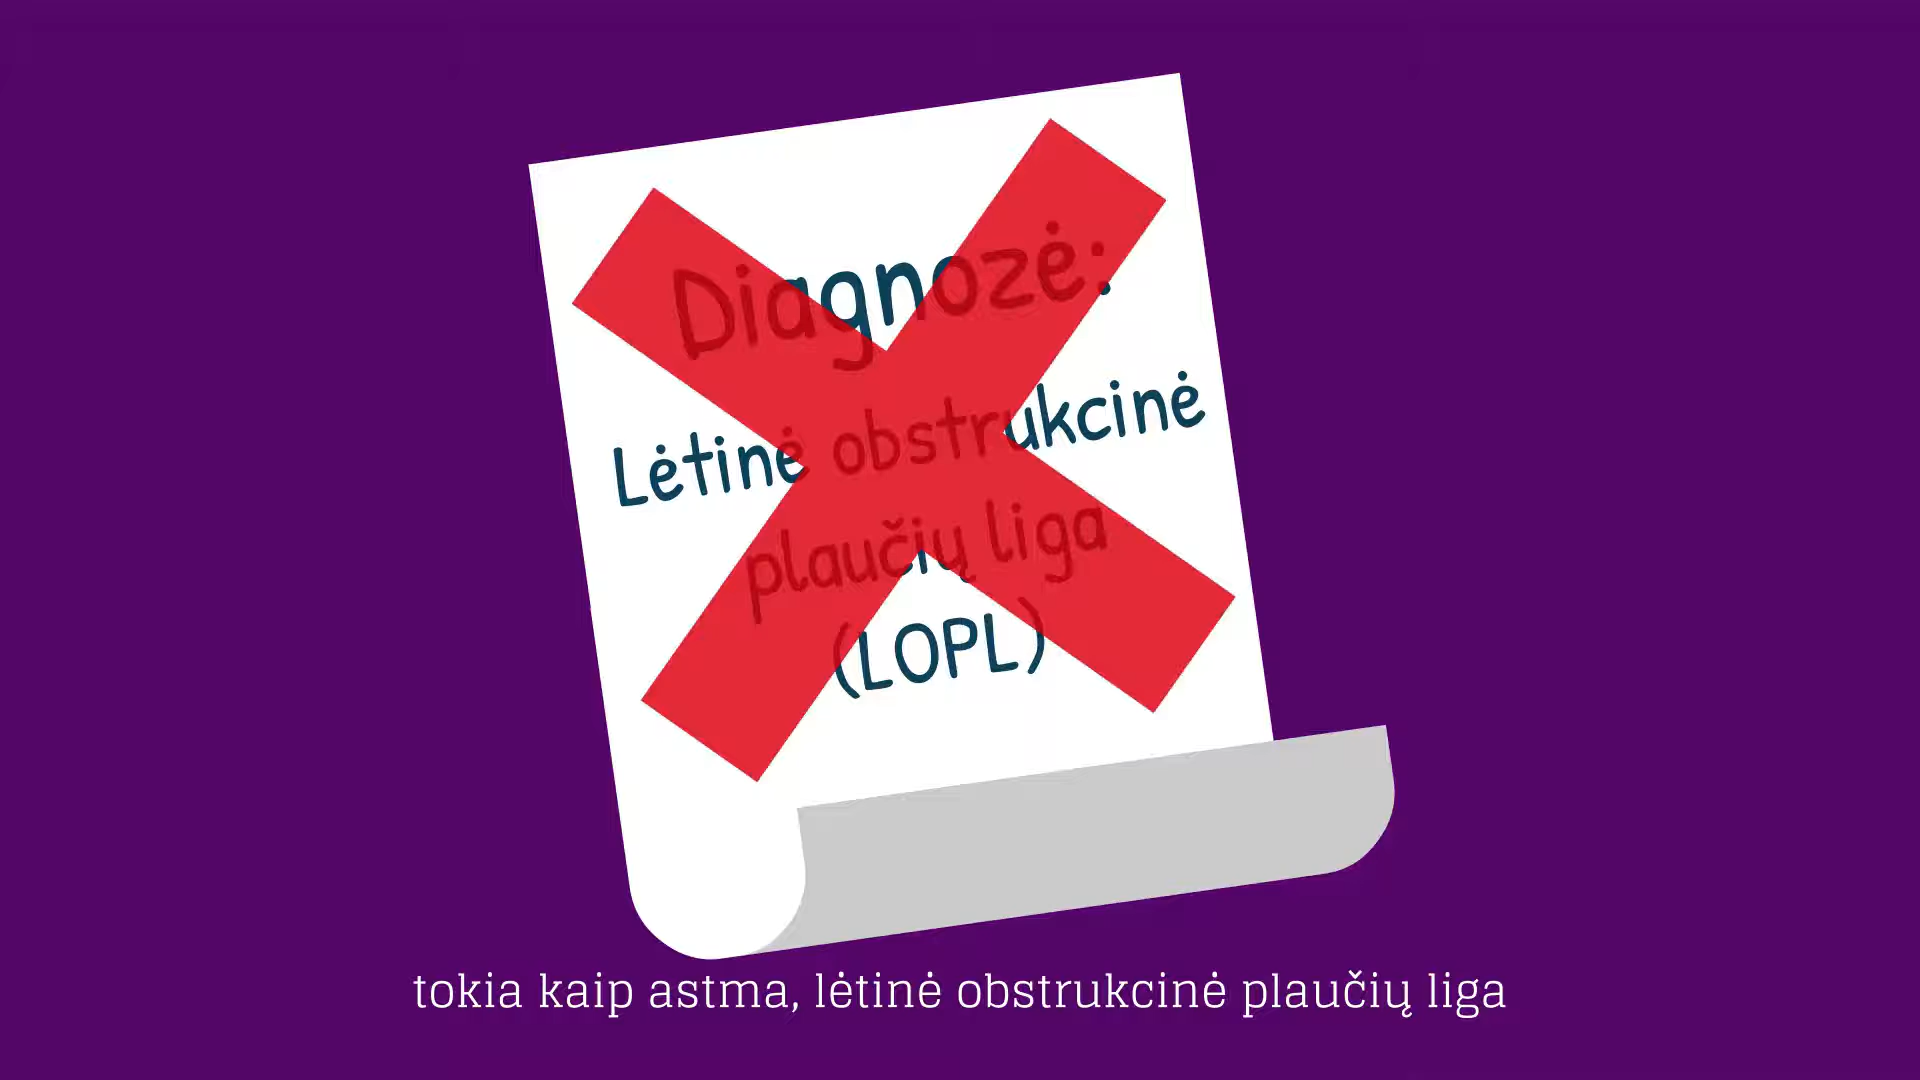 Diagnozė:
Lėtinė obstrukcinė
plaučių liga
(LOPL)
tokia kaip astma, lėtinė obstrukcinė plaučių liga